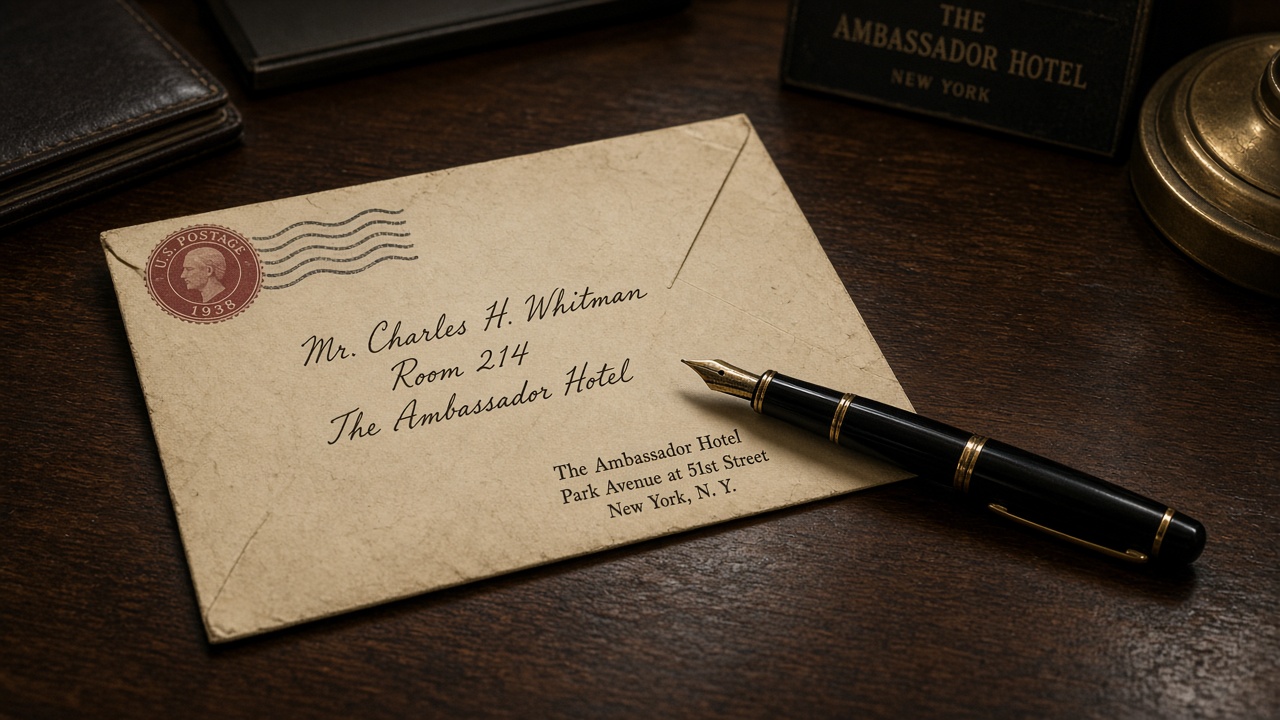 THE
AMBASSADOR HOTEL
NEW YORK
U.S. POSTAGE
1938
Mr. Charles H. Whitman
Room 214
The Ambassador Hotel
The Ambassador Hotel
Park Avenue at 51st Street
New York, N. Y.